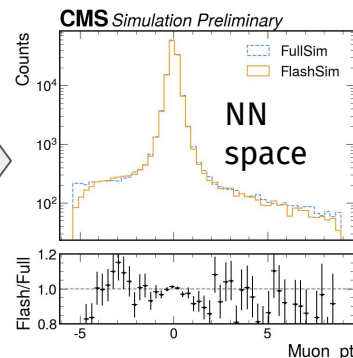 CMS Simulation Preliminary
Counts
10⁴
10³
10²
FullSim
FlashSim
NN
space
Flash/Full
1.2
1.0
0.8
-5 0 5
Muon pt